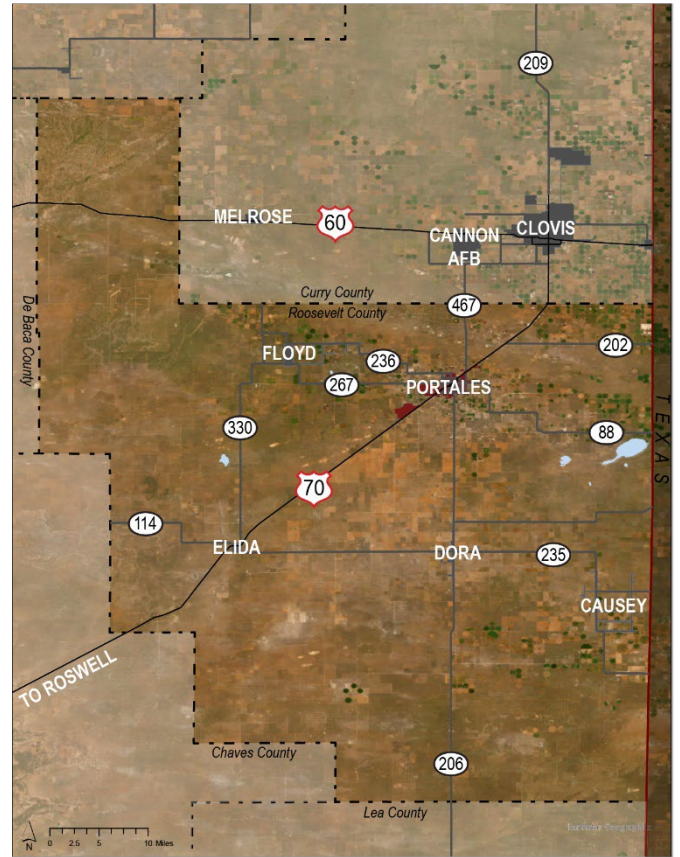 209
MELROSE
60
CLOVIS
CANNON
AFB
De Baca County
Curry County
Roosevelt County
467
FLOYD
236
202
267
PORTALES
TEXAS
330
88
70
114
ELIDA
DORA
235
CAUSEY
TO ROSWELL
Chaves County
206
Lea County
N
0 2.5 5 10 Miles